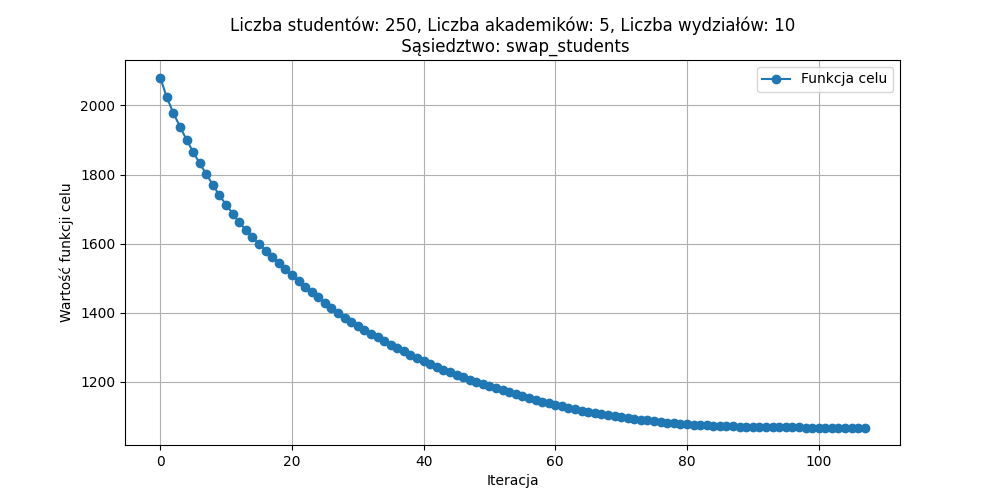 Liczba studentów: 250, Liczba akademików: 5, Liczba wydziałów: 10
Sąsiedztwo: swap_students
Funkcja celu
Wartość funkcji celu
2000
1800
1600
1400
1200
0 20 40 60 80 100
Iteracja